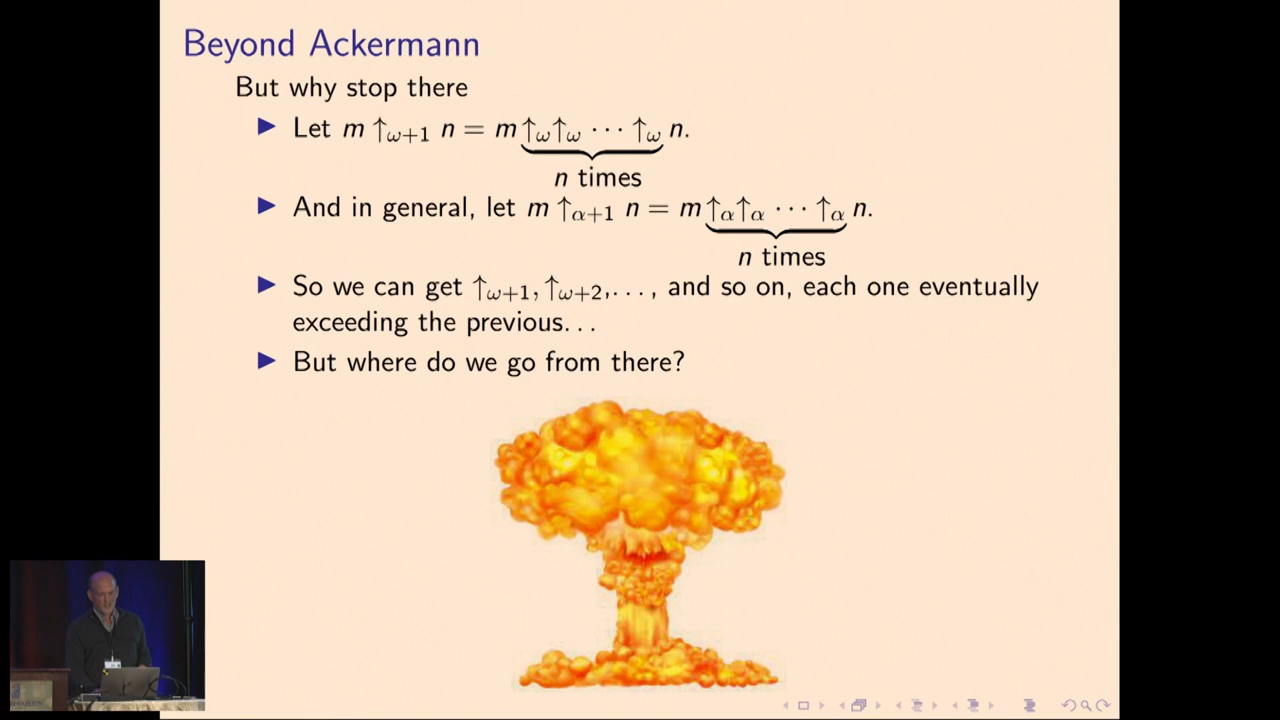 Beyond Ackermann
But why stop there
Let m ↑ω+1 n = m ↑ω↑ω ··· ↑ω n.
n times
And in general, let m ↑α+1 n = m ↑α↑α ··· ↑α n.
n times
So we can get ↑ω+1, ↑ω+2,..., and so on, each one eventually
exceeding the previous...
But where do we go from there?